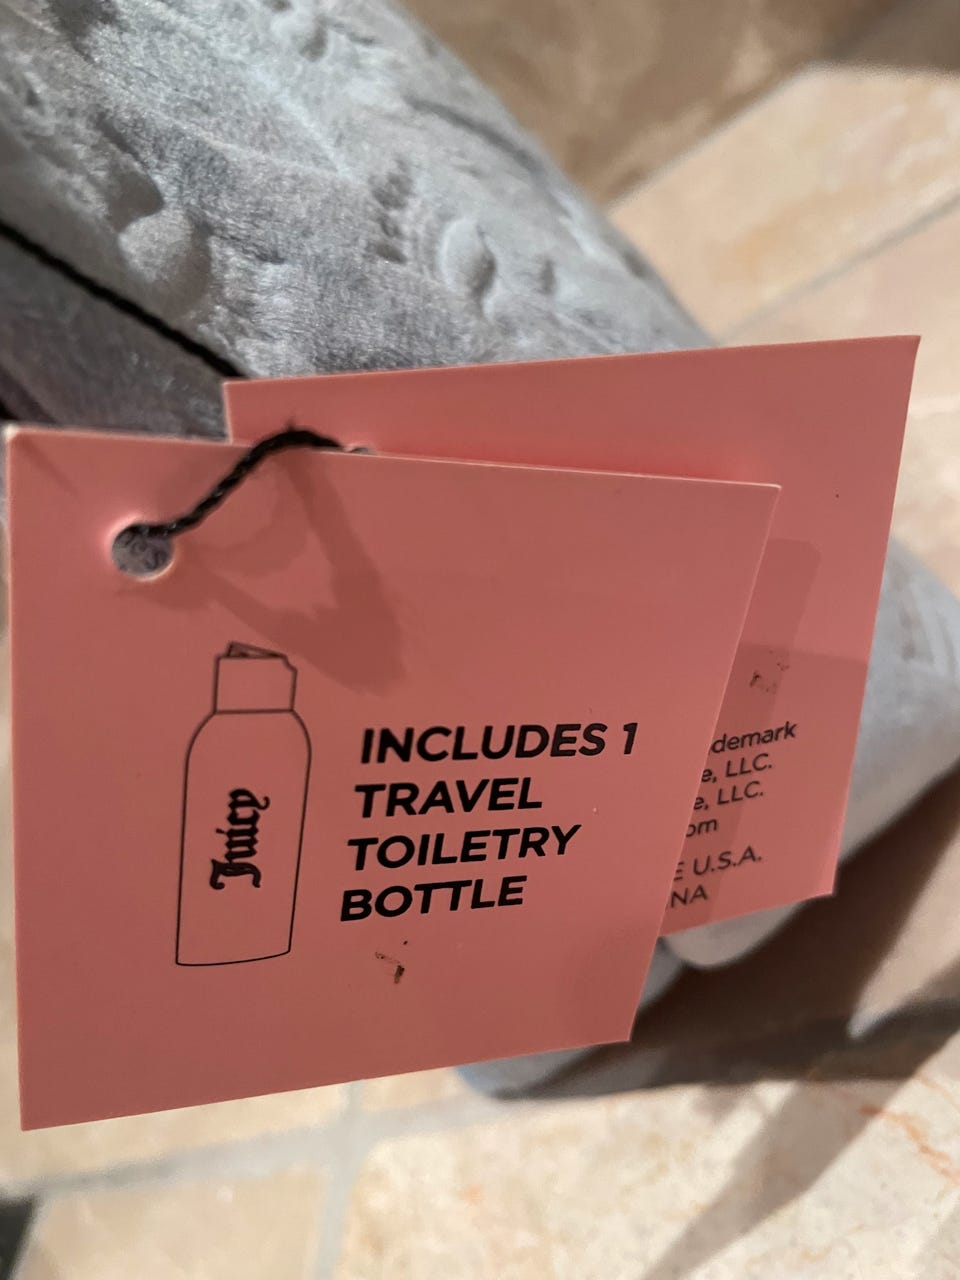 Juicy
INCLUDES 1
TRAVEL
TOILETRY
BOTTLE
demark
e, LLC.
e, LLC.
om
E U.S.A.
NA